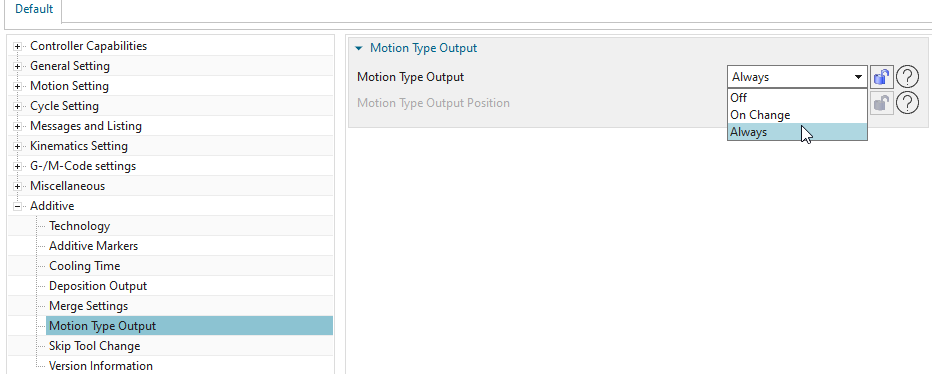 Default
Controller Capabilities
General Setting
Motion Setting
Cycle Setting
Messages and Listing
Kinematics Setting
G-/M-Code settings
Miscellaneous
Additive
Technology
Additive Markers
Cooling Time
Deposition Output
Merge Settings
Motion Type Output
Skip Tool Change
Version Information
Motion Type Output
Motion Type Output
Always
Motion Type Output Position
Off
On Change
Always